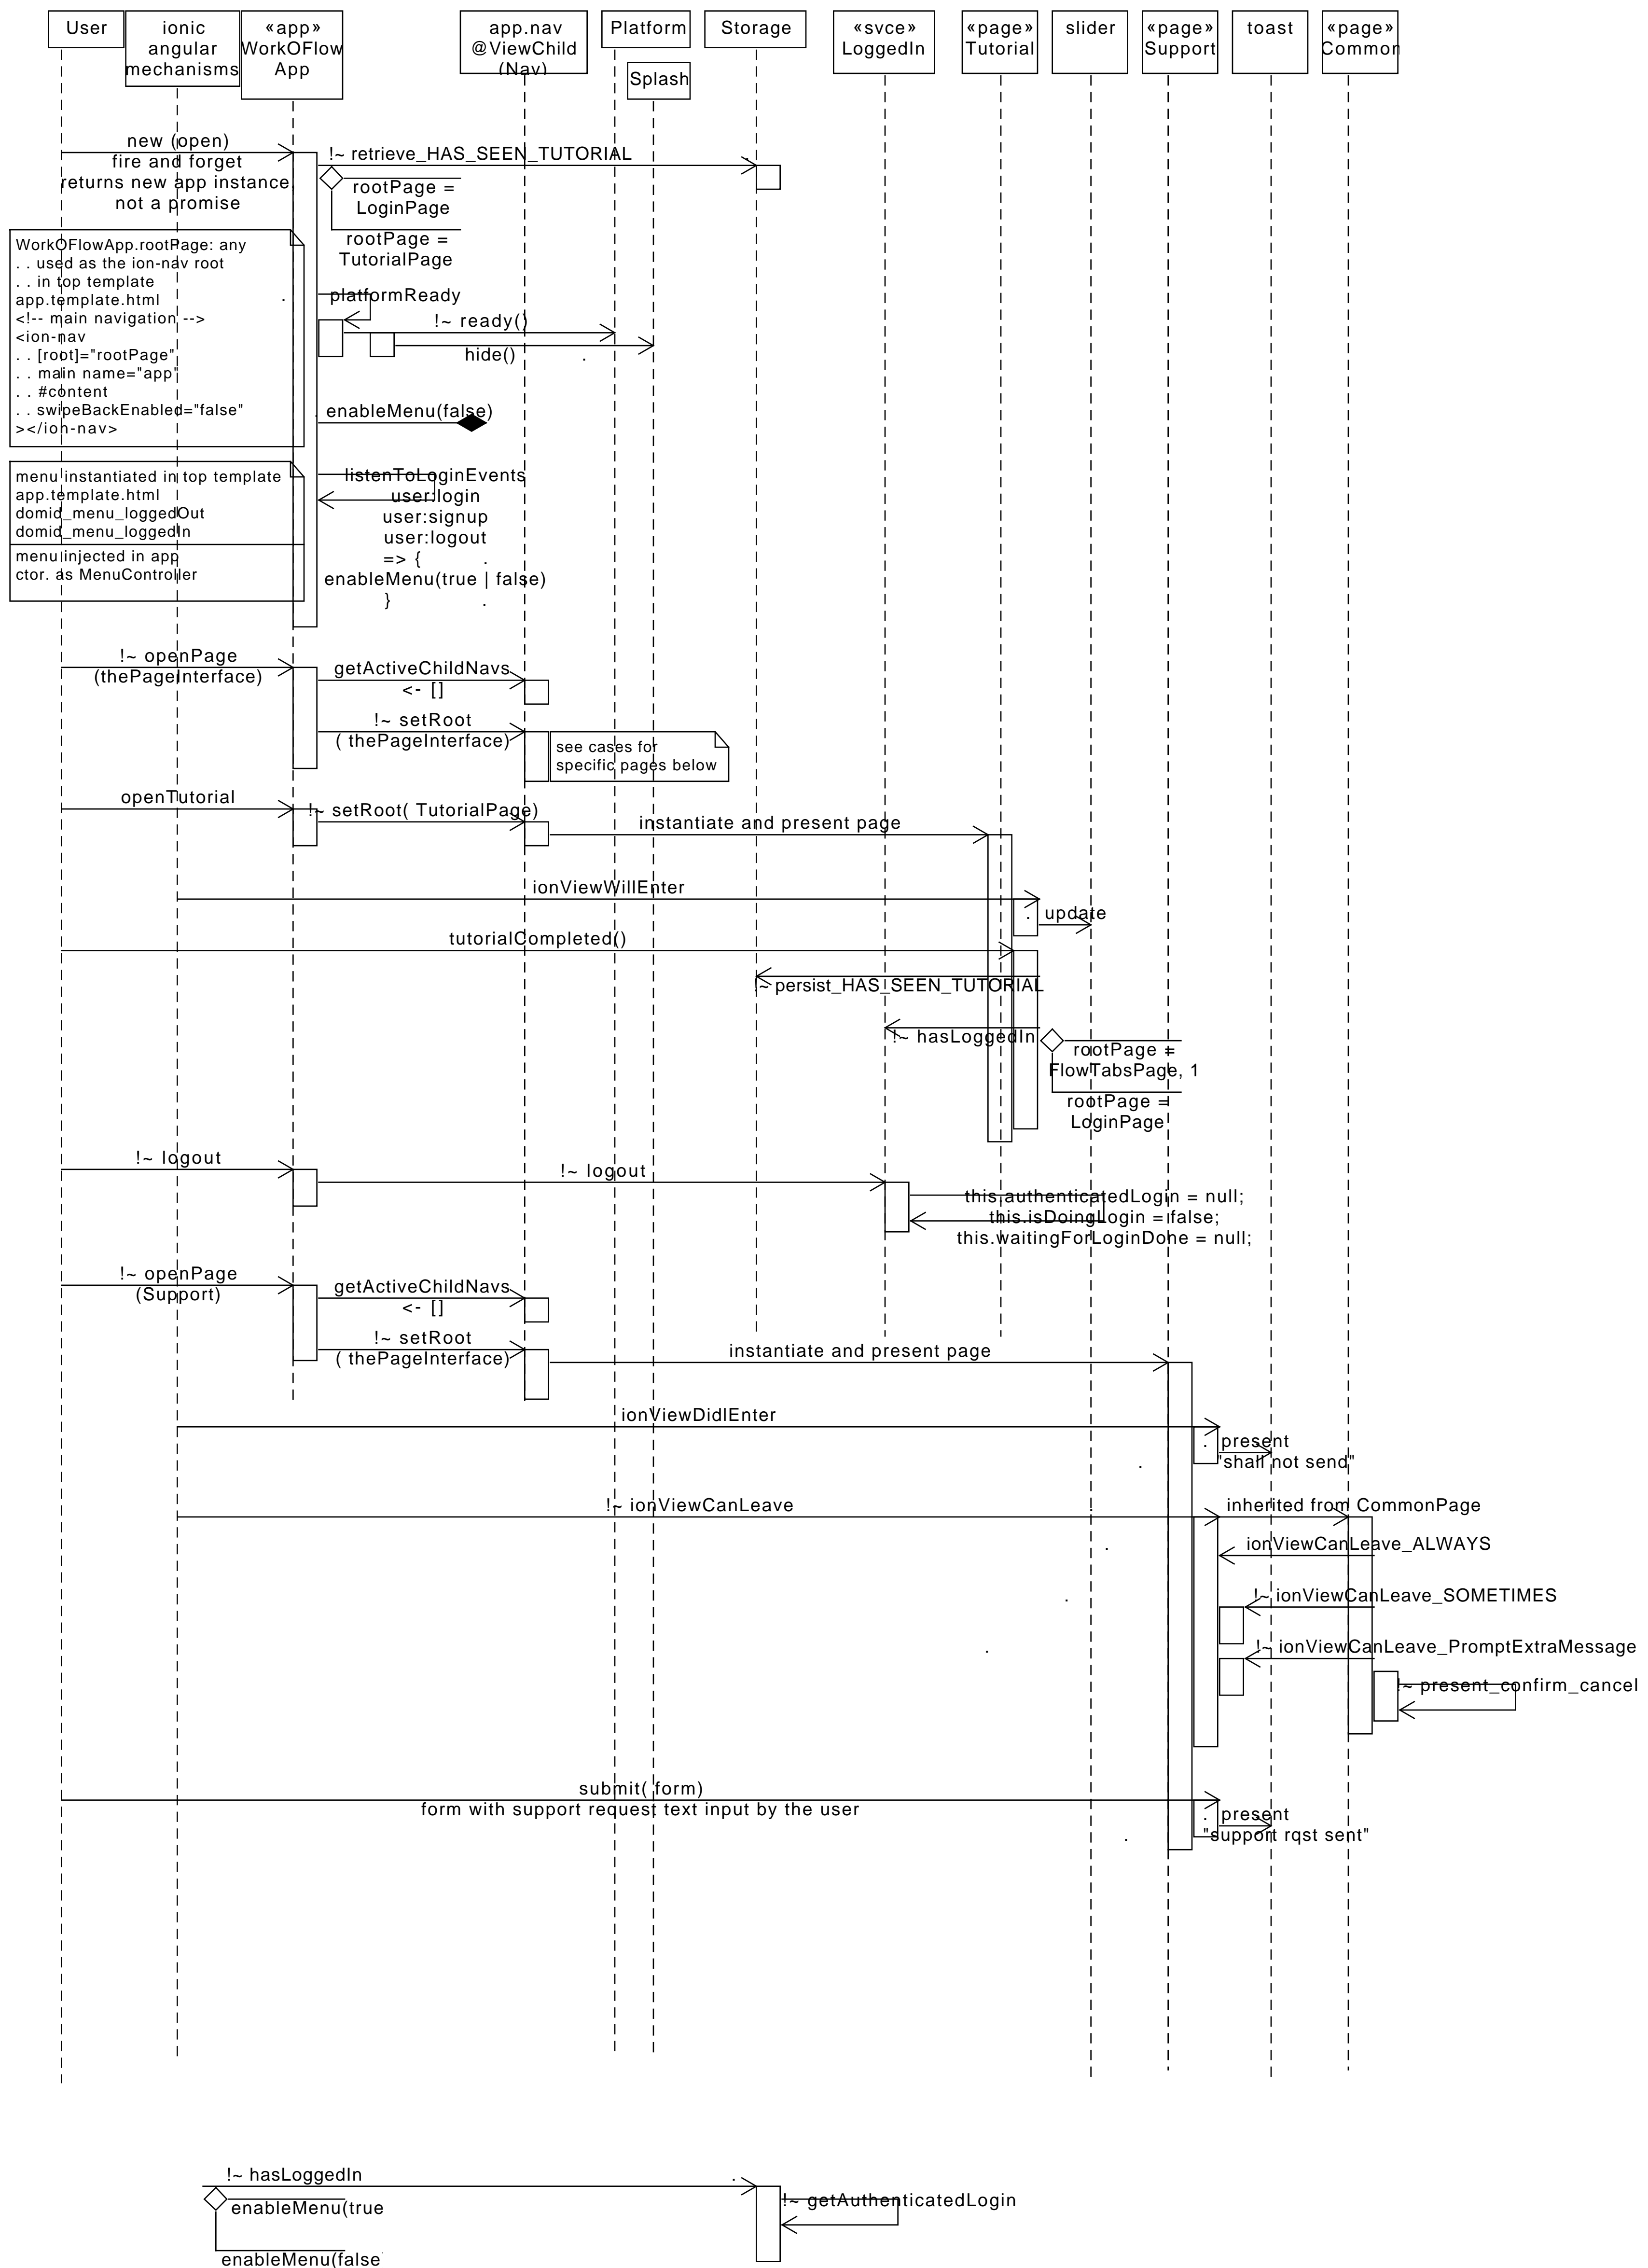 User
ionic
angular
mechanisms
«app»
WorkOFlow
App
app.nav
@ViewChild
(Nav)
Platform
Splash
Storage
«svce»
LoggedIn
«page»
Tutorial
slider
«page»
Support
toast
«page»
Common
new (open)
fire and forget
returns new app instance.
not a promise
!~ retrieve_HAS_SEEN_TUTORIAL
rootPage =
LoginPage
rootPage =
TutorialPage
WorkOFlowApp.rootPage: any
. . used as the ion-nav root
. . in top template
app.template.html
<!-- main navigation -->
<ion-nav
. . [root]="rootPage"
. . main name="app"
. . #content
. . swipeBackEnabled="false"
></ion-nav>
platformReady
!~ ready()
hide()
. enableMenu(false)
menu instantiated in top template
app.template.html
domid_menu_loggedOut
domid_menu_loggedIn
menu injected in app
ctor. as MenuController
listenToLoginEvents
user:login
user:signup
user:logout
=> { .
enableMenu(true | false)
} .
!~ openPage
(thePageInterface)
getActiveChildNavs
<- []
!~ setRoot
( thePageInterface)
see cases for
specific pages below
openTutorial
!~ setRoot( TutorialPage)
instantiate and present page
ionViewWillEnter
. update
tutorialCompleted()
!~ persist_HAS_SEEN_TUTORIAL
!~ hasLoggedIn
rootPage =
FlowTabsPage, 1
rootPage =
LoginPage
!~ logout
!~ logout
this.authenticatedLogin = null;
this.isDoingLogin = false;
this.waitingForLoginDone = null;
!~ openPage
(Support)
getActiveChildNavs
<- []
!~ setRoot
( thePageInterface)
instantiate and present page
ionViewDidlEnter
. present
"shall not send"
!~ ionViewCanLeave
inherited from CommonPage
ionViewCanLeave_ALWAYS
!~ ionViewCanLeave_SOMETIMES
!~ ionViewCanLeave_PromptExtraMessage
!~ present_confirm_cancel
submit( form)
form with support request text input by the user
. present
"support rqst sent"
!~ hasLoggedIn
enableMenu(true
enableMenu(false
!~ getAuthenticatedLogin